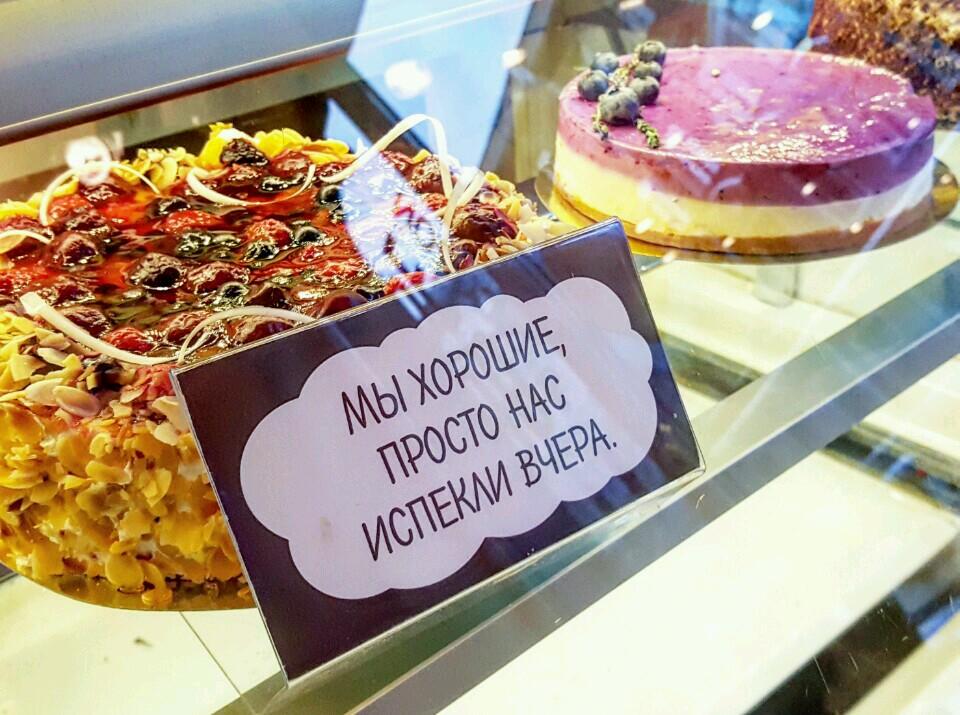 МЫ ХОРОШИЕ,
ПРОСТО НАС
ИСПЕКЛИ ВЧЕРА.